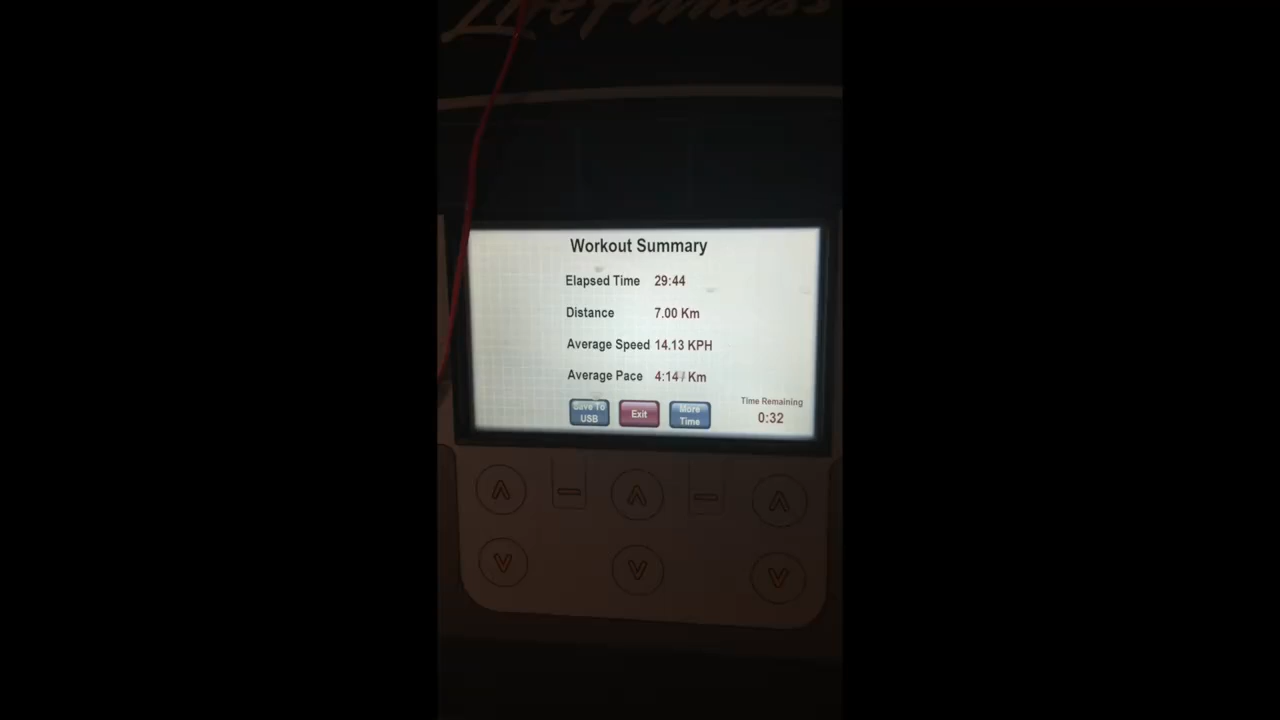 LifeFitness
Workout Summary
Elapsed Time 29:44
Distance 7.00 Km
Average Speed 14.13 KPH
Average Pace 4:14 / Km
Save To
USB
Exit
More
Time
Time Remaining
0:32